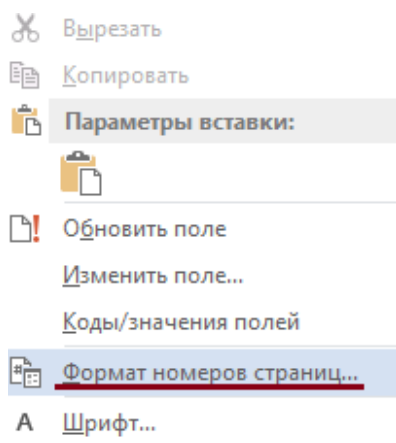 Вырезать
Копировать
Параметры вставки:
Обновить поле
Изменить поле...
Коды/значения полей
Формат номеров страниц...
Шрифт...